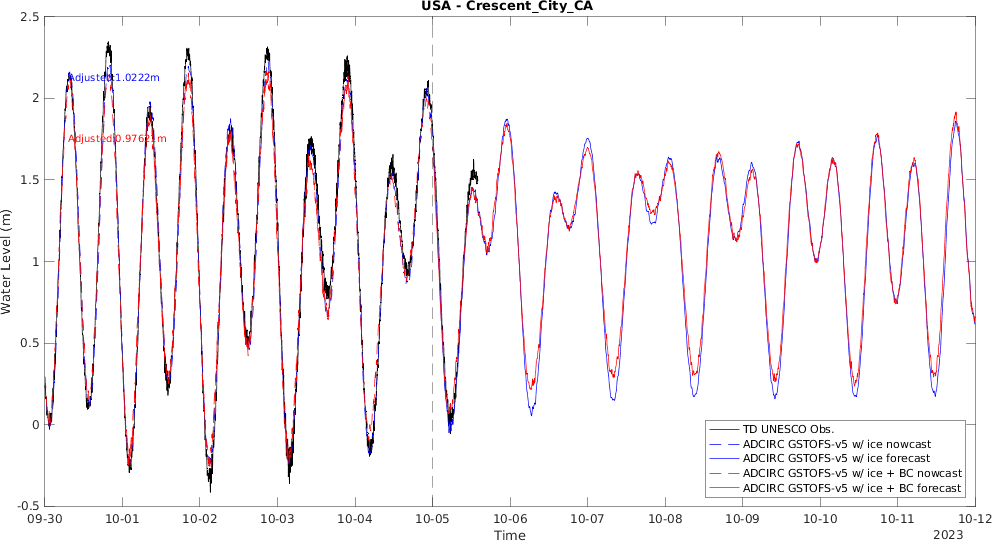 USA - Crescent_City_CA
2.5
2
1.5
1
0.5
0
-0.5
Water Level (m)
Adjusted:1.0222m
Adjusted:0.97621m
09-30
10-01
10-02
10-03
10-04
10-05
10-06
10-07
10-08
10-09
10-10
10-11
10-12
Time
2023
TD UNESCO Obs.
ADCIRC GSTOFS-v5 w/ ice nowcast
ADCIRC GSTOFS-v5 w/ ice forecast
ADCIRC GSTOFS-v5 w/ ice + BC nowcast
ADCIRC GSTOFS-v5 w/ ice + BC forecast